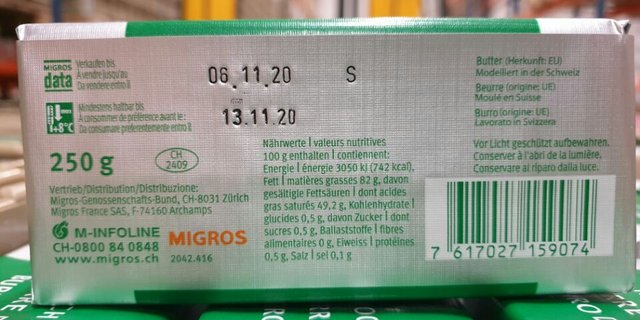 MIGROS
data
Verkaufen bis
A vendre jusqu'au
Da vendere entro il
06.11.20 S
1+8°C
Mindestens haltbar bis
A consommer de préférence avant le:
Da consumare preferentemente entro il
13.11.20
250 g
CH
2409
Vertrieb/Distribution/Distribuzione:
Migros-Genossenschafts-Bund, CH-8031 Zürich
Migros France SAS, F-74160 Archamps
M-INFOLINE
CH-0800 84 0848
www.migros.ch
MIGROS
2042.416
Nährwerte | valeurs nutritives
100 g enthalten | contiennent:
Energie | énergie 3050 kJ (742 kcal),
Fett | matières grasses 82 g, davon
gesättigte Fettsäuren | dont acides
gras saturés 49,2 g, Kohlenhydrate |
glucides 0,5 g, davon Zucker | dont
sucres 0,5 g, Ballaststoffe | fibres
alimentaires 0 g, Eiweiss | protéines
0,5 g, Salz | sel 0,1 g
Butter (Herkunft: EU)
Modelliert in der Schweiz
Beurre (origine: UE)
Moulé en Suisse
Burro (origine: UE)
Lavorato in Svizzera
Vor Licht geschützt aufbewahren.
Conserver à l'abri de la lumière.
Conservare al riparo dalla luce.
7 617027 159074